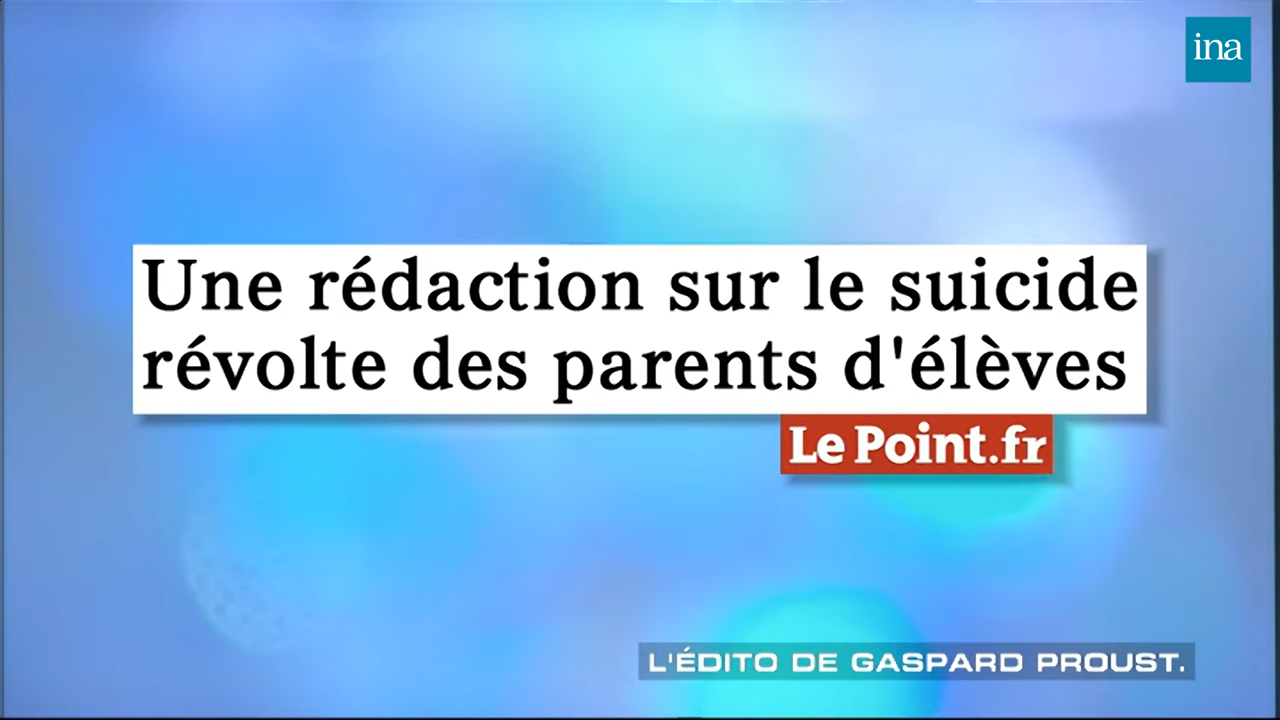 ina
Une rédaction sur le suicide
révolte des parents d'élèves
Le Point.fr
L'ÉDITO DE GASPARD PROUST.